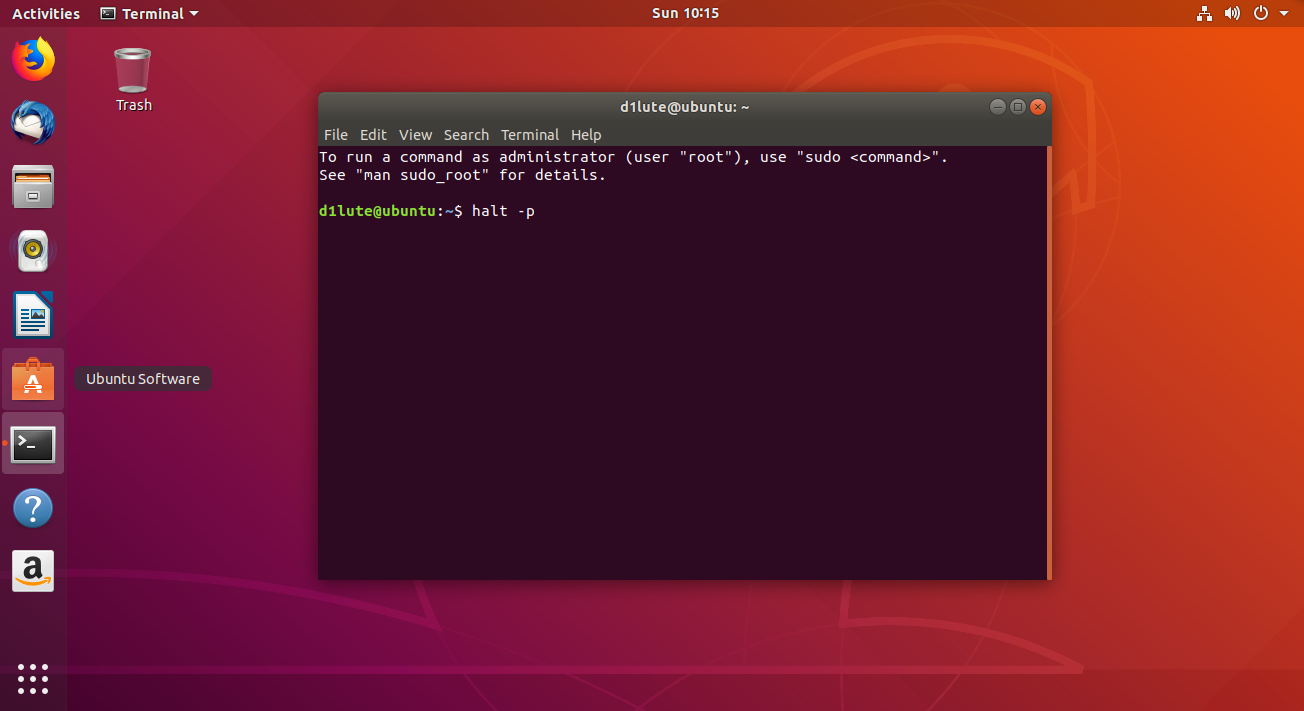 Activities Terminal Sun 10:15
Trash
d1lute@ubuntu: ~
File Edit View Search Terminal Help
To run a command as administrator (user "root"), use "sudo <command>".
See "man sudo_root" for details.
d1lute@ubuntu:~$ halt -p
Ubuntu Software